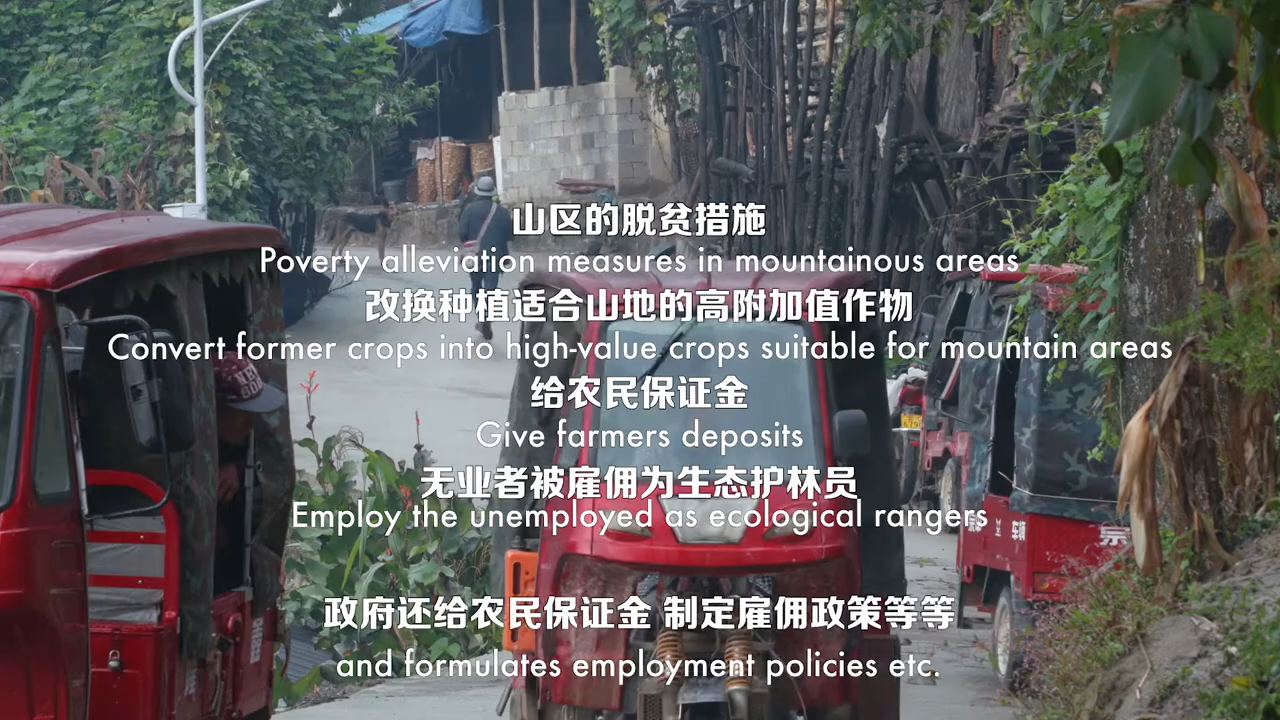 山区的脱贫措施
Poverty alleviation measures in mountainous areas
改换种植适合山地的高附加值作物
Convert former crops into high-value crops suitable for mountain areas
给农民保证金
Give farmers deposits
无业者被雇佣为生态护林员
Employ the unemployed as ecological rangers
车辆
政府还给农民保证金 制定雇佣政策等等
and formulates employment policies etc.